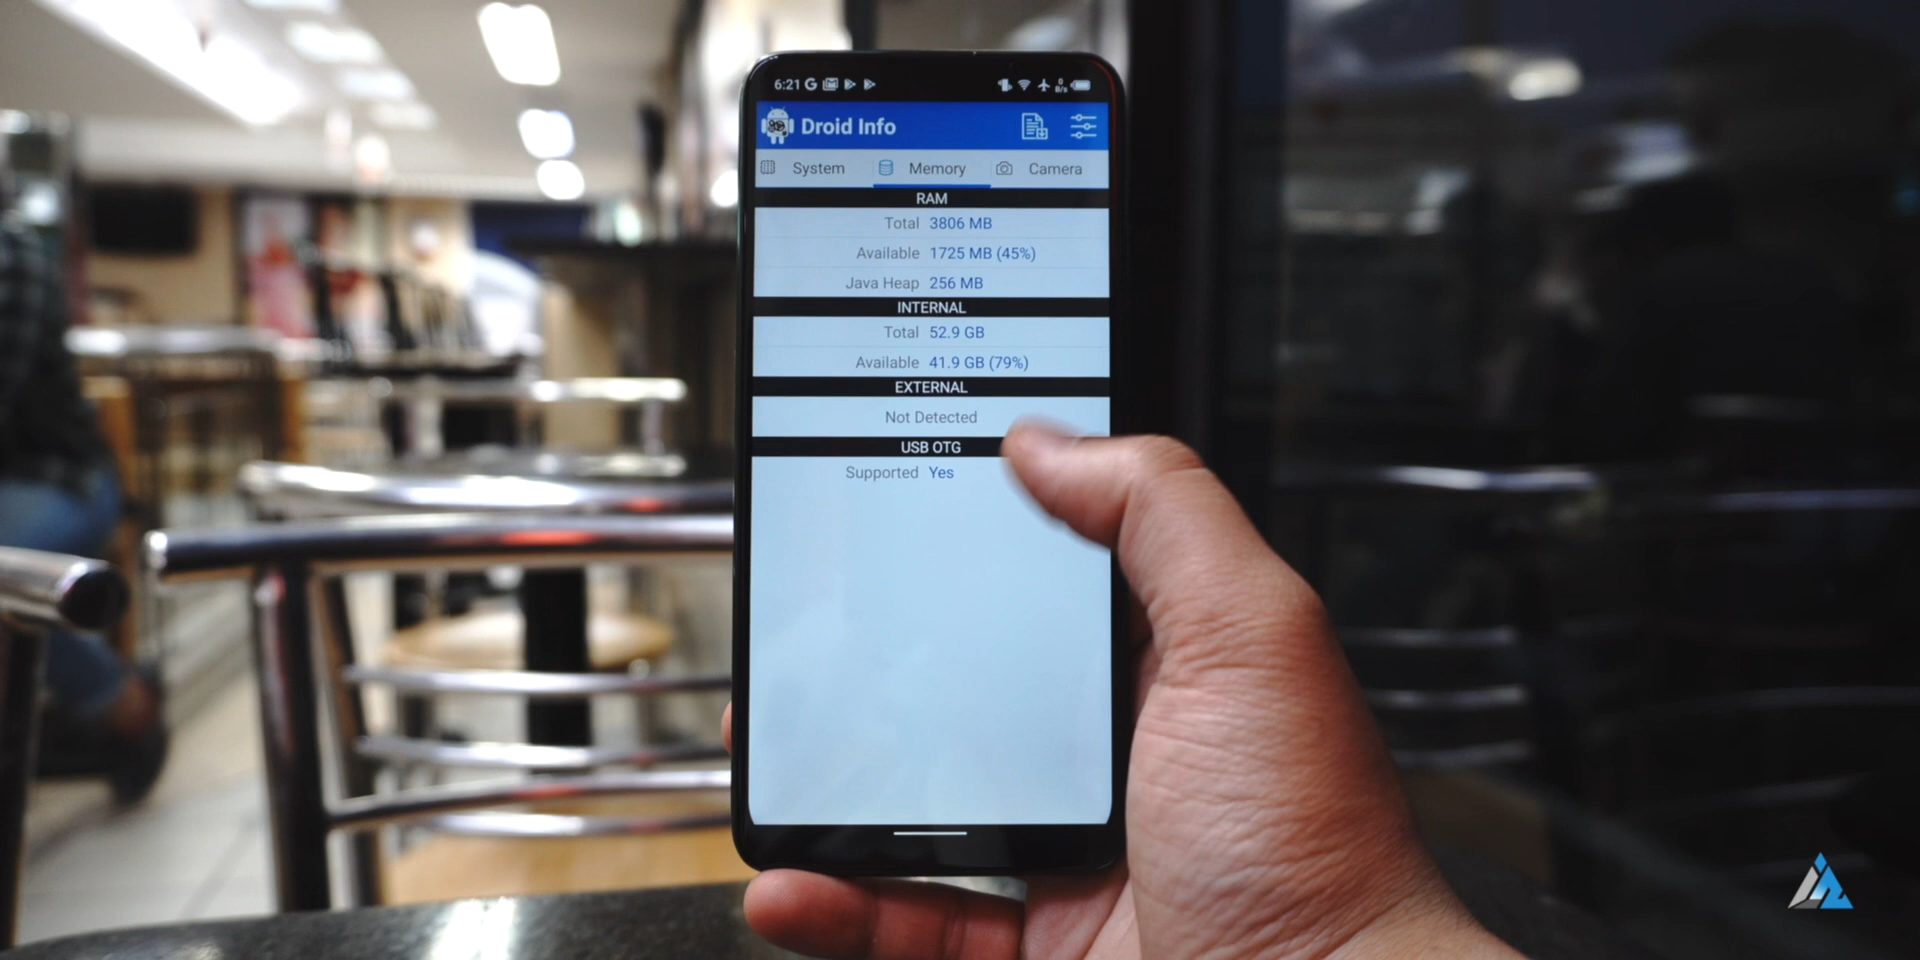 6:21
0 B/s
Droid Info
System Memory Camera
RAM
Total 3806 MB
Available 1725 MB (45%)
Java Heap 256 MB
INTERNAL
Total 52.9 GB
Available 41.9 GB (79%)
EXTERNAL
Not Detected
USB OTG
Supported Yes